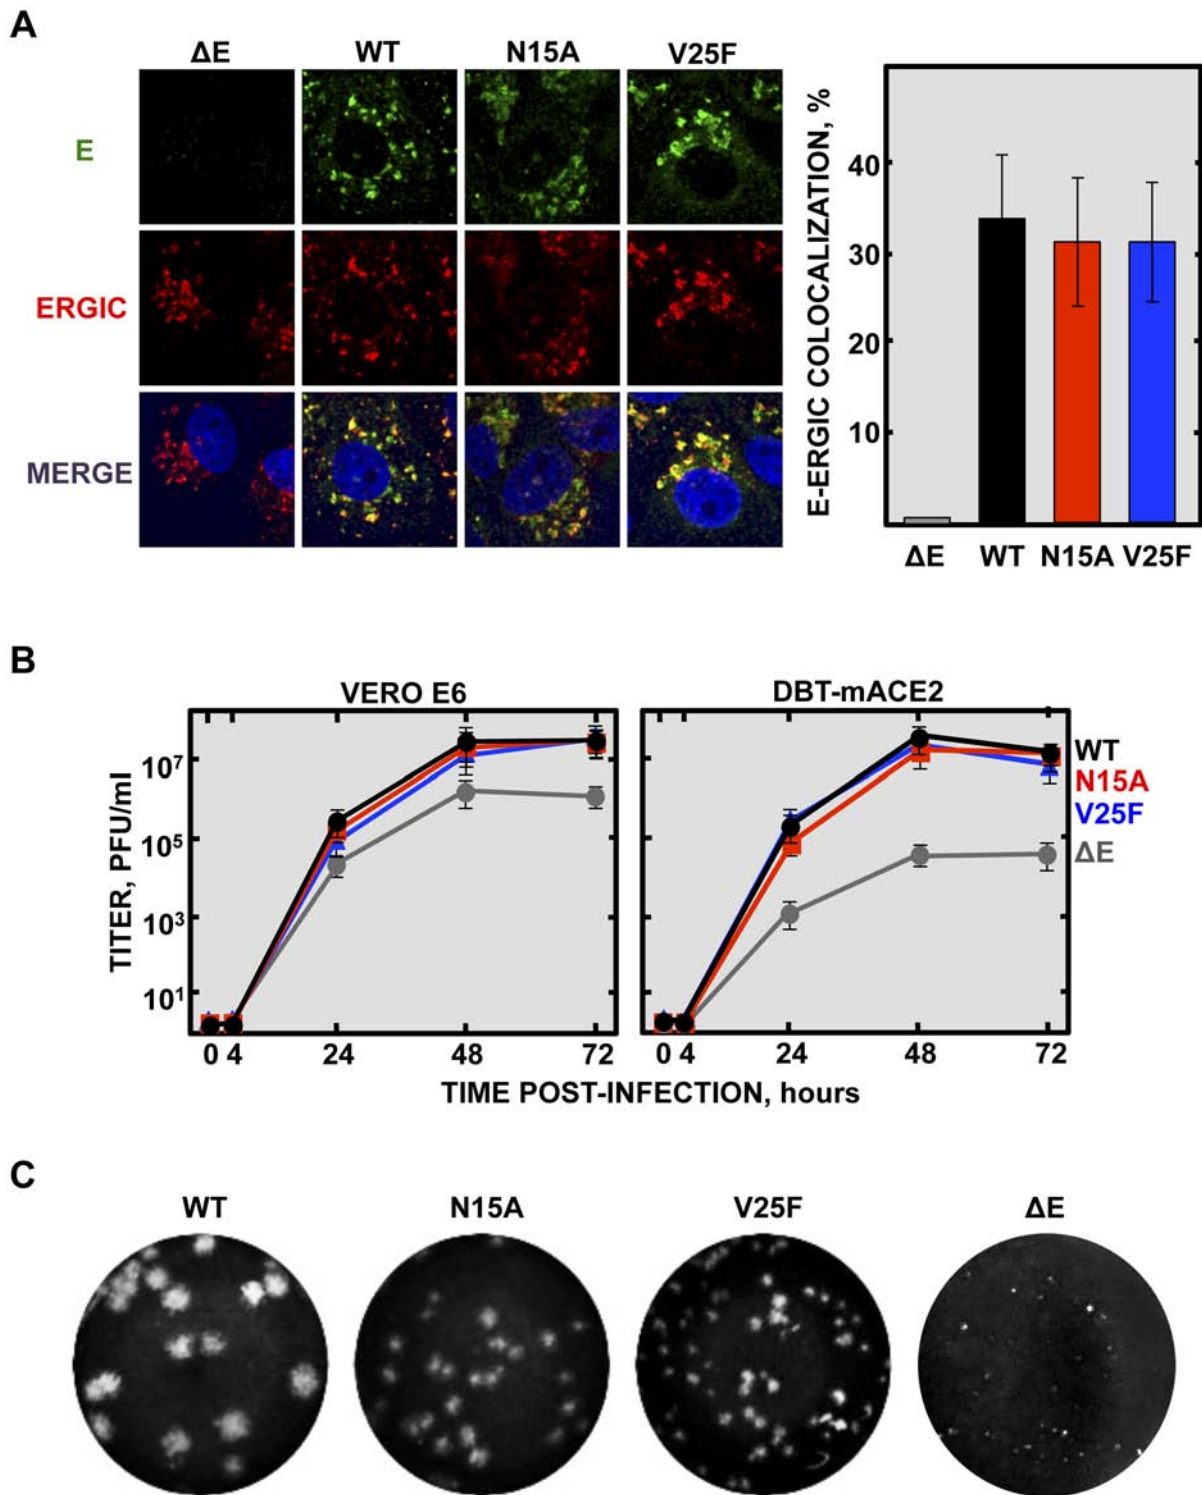 A
ΔE WT N15A V25F
E
ERGIC
MERGE
E-ERGIC COLOCALIZATION, %
40
30
20
10
ΔE WT N15A V25F
B
VERO E6
DBT-mACE2
TITER, PFU/ml
10⁷
10⁵
10³
10¹
0 4 24 48 72
0 4 24 48 72
WT
N15A
V25F
ΔE
TIME POST-INFECTION, hours
C
WT N15A V25F ΔE